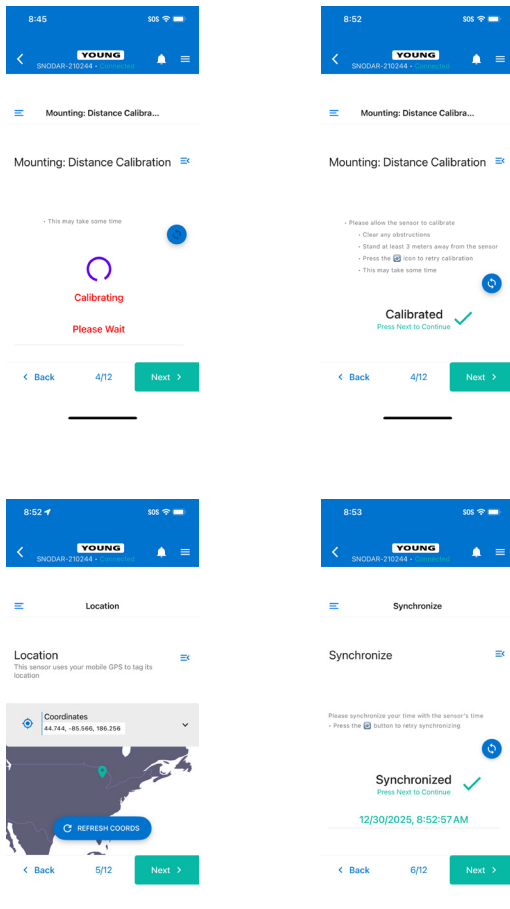 8:45
SOS
YOUNG
SNODAR-210244 • Connected
Mounting: Distance Calibra...
Mounting: Distance Calibration
• This may take some time
Calibrating
Please Wait
Back
4/12
Next
8:52
SOS
YOUNG
SNODAR-210244 • Connected
Mounting: Distance Calibra...
Mounting: Distance Calibration
• Please allow the sensor to calibrate
• Clear any obstructions
• Stand at least 3 meters away from the sensor
• Press the icon to retry calibration
• This may take some time
Calibrated
Press Next to Continue
Back
4/12
Next
8:52
SOS
YOUNG
SNODAR-210244 • Connected
Location
Location
This sensor uses your mobile GPS to tag its
location
Coordinates
44.744, -85.566, 186.256
REFRESH COORDS
Back
5/12
Next
8:53
SOS
YOUNG
SNODAR-210244 • Connected
Synchronize
Synchronize
Please synchronize your time with the sensor's time
• Press the button to retry synchronizing
Synchronized
Press Next to Continue
12/30/2025, 8:52:57 AM
Back
6/12
Next